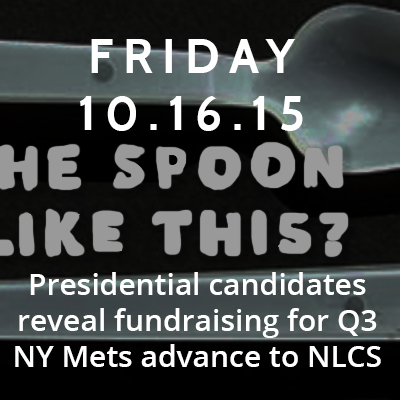 FRIDAY
10.16.15
HE SPOON
LIKE THIS?
Presidential candidates
reveal fundraising for Q3
NY Mets advance to NLCS